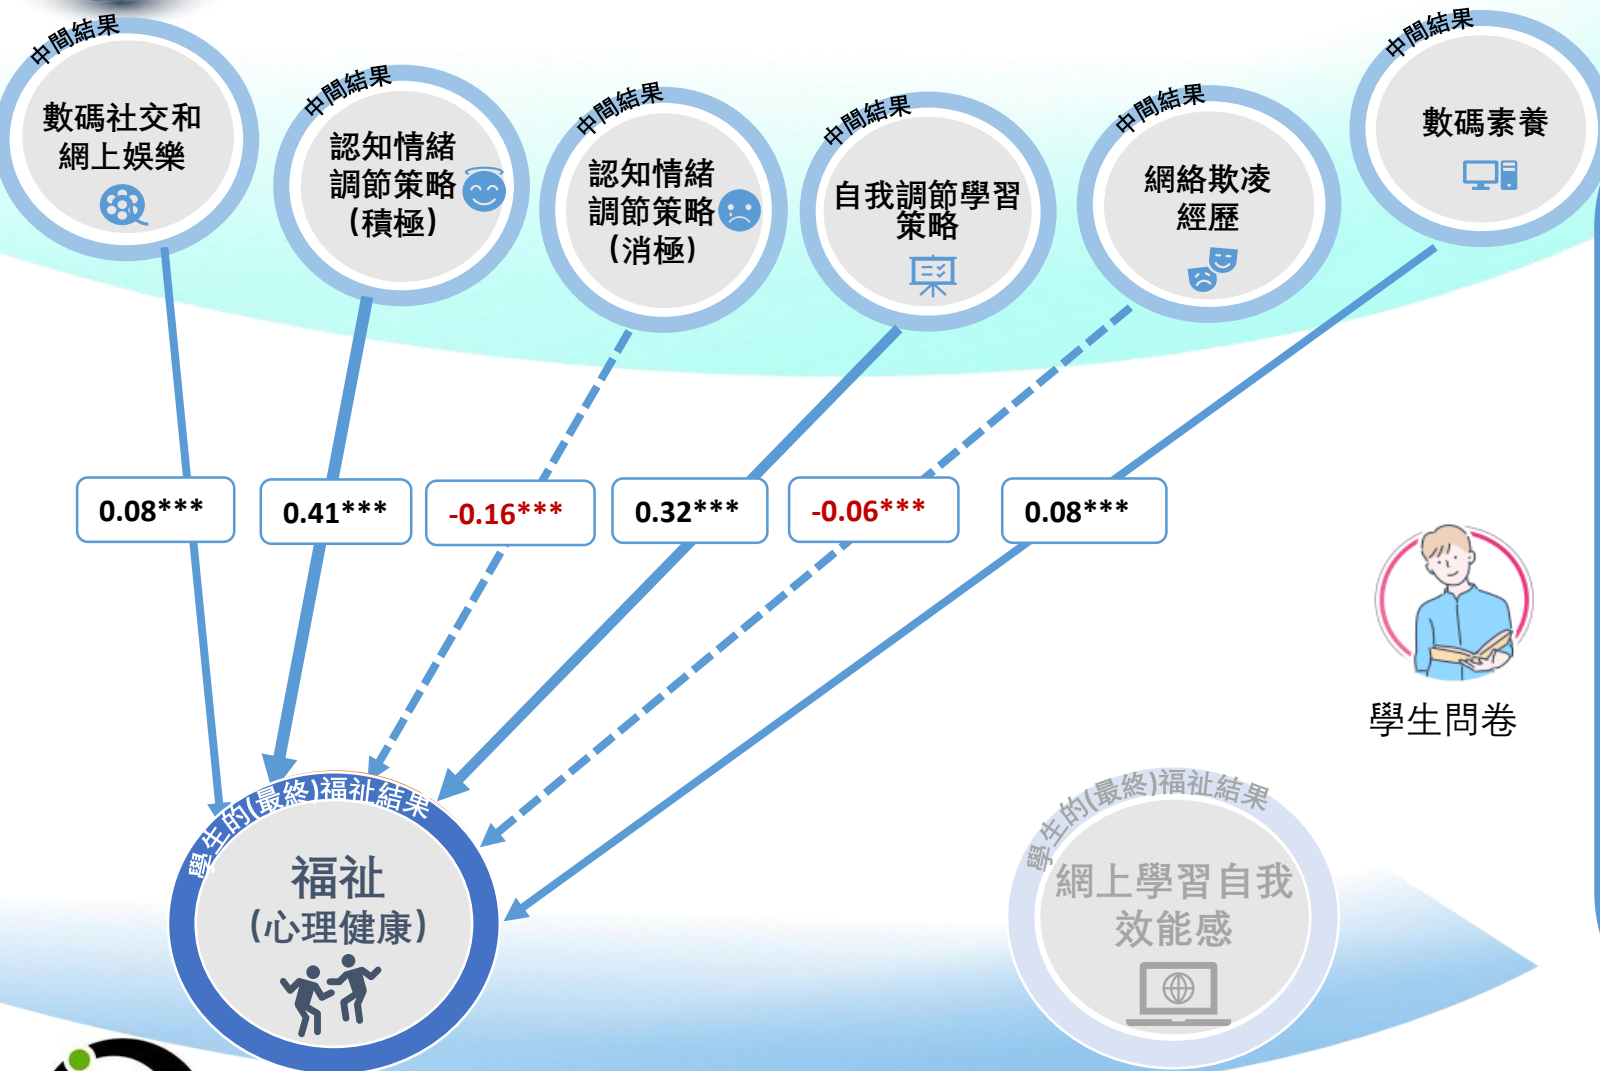 中間結果
數碼社交和
網上娛樂
中間結果
認知情緒
調節策略
(積極)
中間結果
認知情緒
調節策略
(消極)
中間結果
自我調節學習
策略
中間結果
網絡欺凌
經歷
中間結果
數碼素養
0.08***
0.41***
-0.16***
0.32***
-0.06***
0.08***
學生問卷
學生的(最終)福祉結果
福祉
(心理健康)
學生的(最終)福祉結果
網上學習自我
效能感